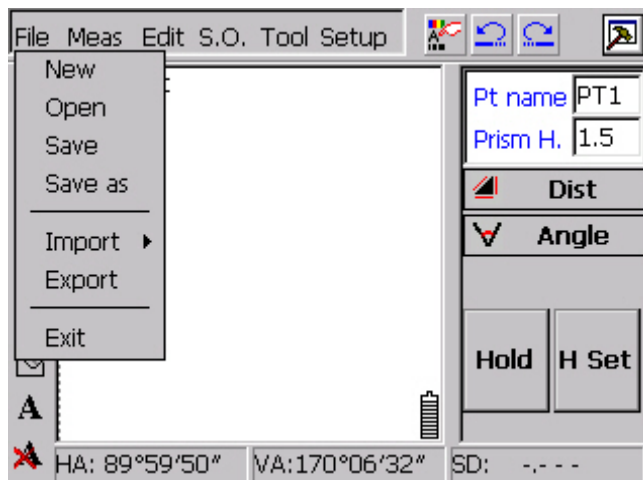 File Meas Edit S.O. Tool Setup
New
Open
Save
Save as
Import
Export
Exit
Pt name PT1
Prism H. 1.5
Dist
Angle
Hold H Set
A
A
HA: 89°59'50" VA:170°06'32" SD: -.- - -